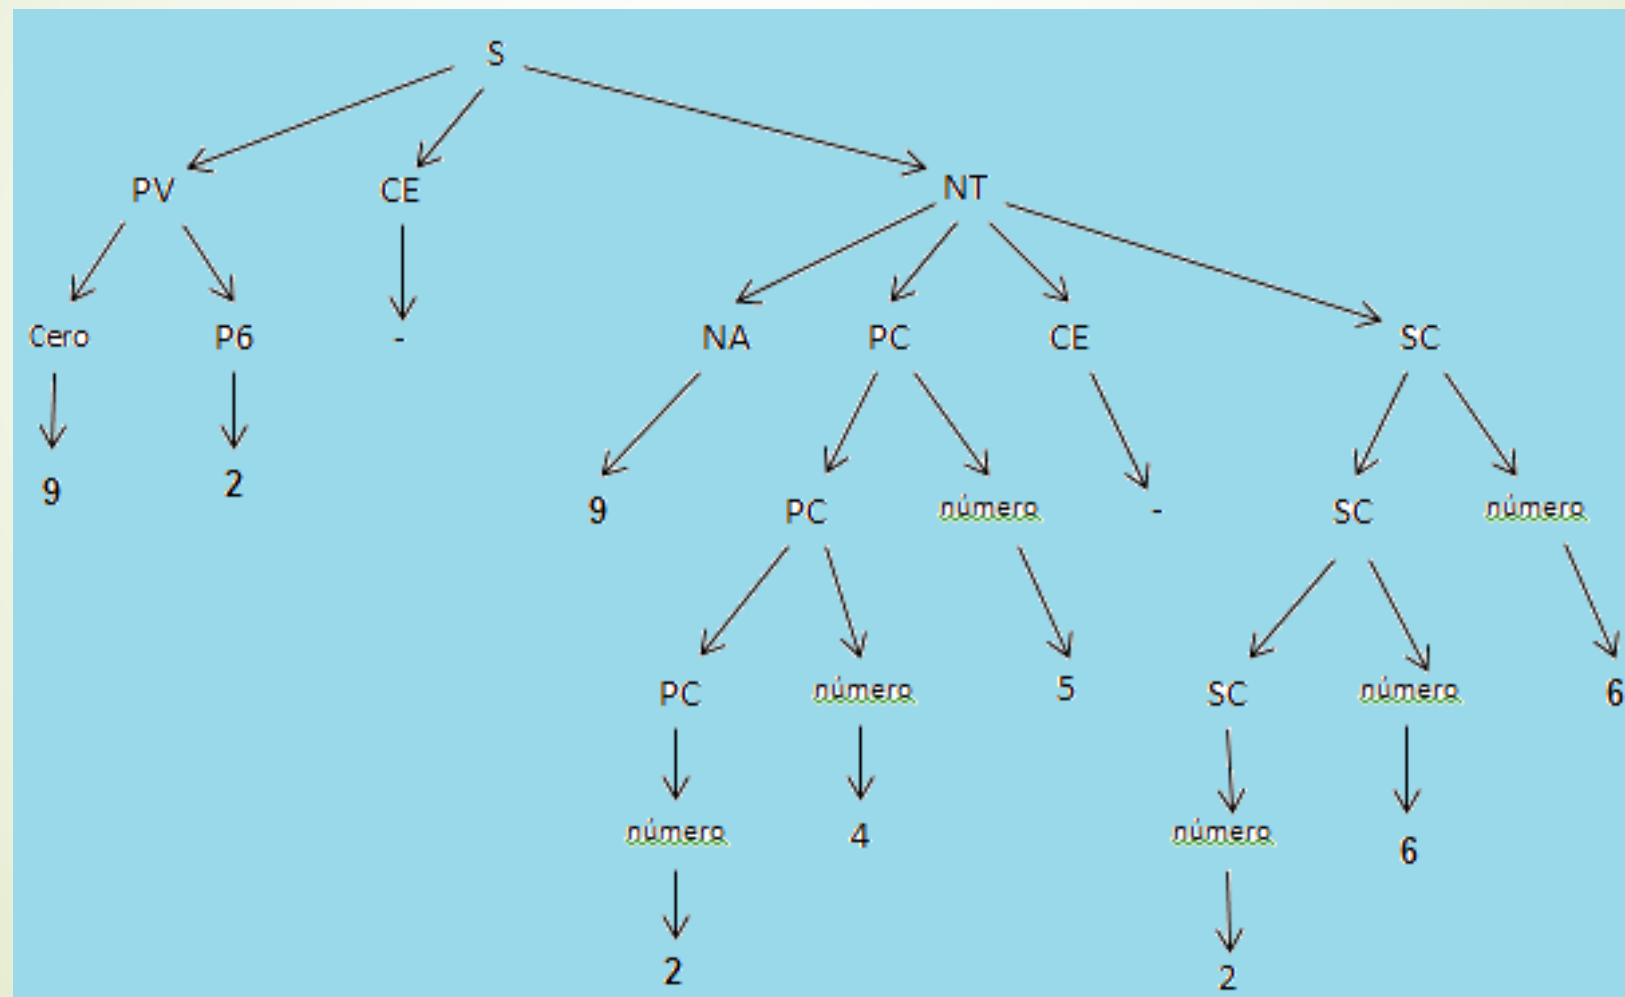 S
PV CE NT
Cero P6 - NA PC CE SC
9 2 9 PC número - SC número
PC número 5 SC número 6
número 4 número 6
2 2